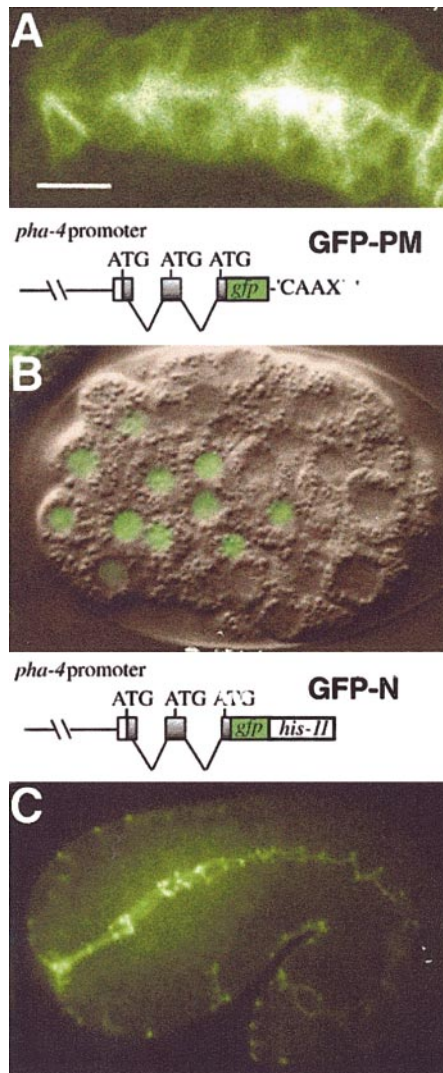 A
pha-4 promoter
GFP-PM
ATG ATG ATG
gfp -'CAAX'
B
pha-4 promoter
GFP-N
ATG ATG ATG
gfp his-11
C